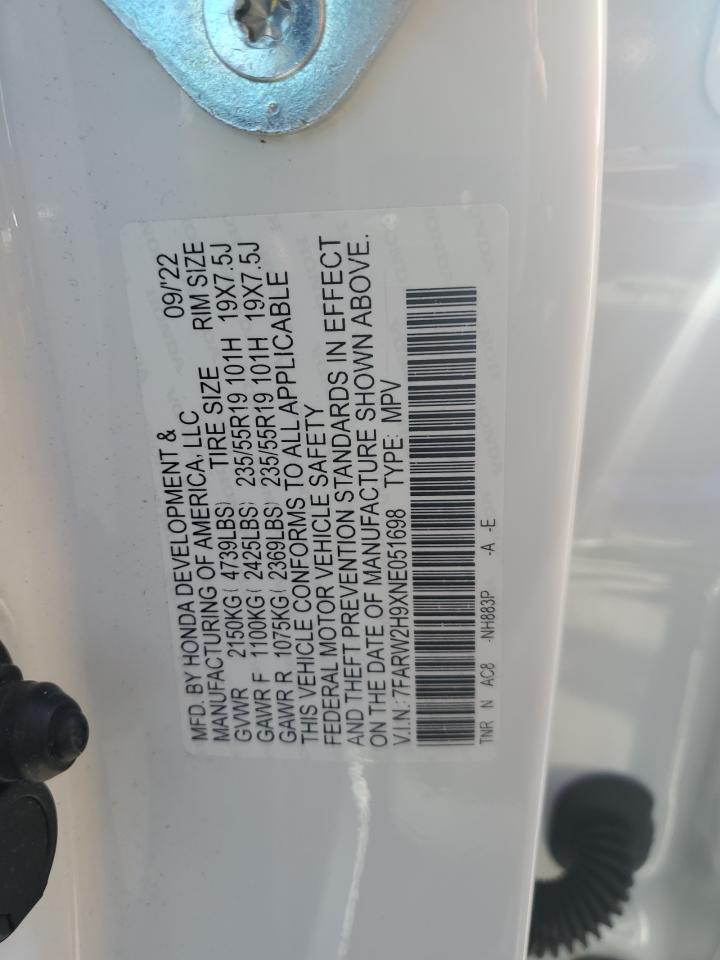 MFD. BY HONDA DEVELOPMENT & 09/'22
MANUFACTURING OF AMERICA, LLC
TIRE SIZE RIM SIZE
GVWR 2150KG( 4739LBS)
GAWR F 1100KG( 2425LBS) 235/55R19 101H 19X7.5J
GAWR R 1075KG( 2369LBS) 235/55R19 101H 19X7.5J
THIS VEHICLE CONFORMS TO ALL APPLICABLE
FEDERAL MOTOR VEHICLE SAFETY
AND THEFT PREVENTION STANDARDS IN EFFECT
ON THE DATE OF MANUFACTURE SHOWN ABOVE.
V.I.N.: 7FARW2H9XNE051698 TYPE: MPV
TNR N AC8 -NH883P -A -E